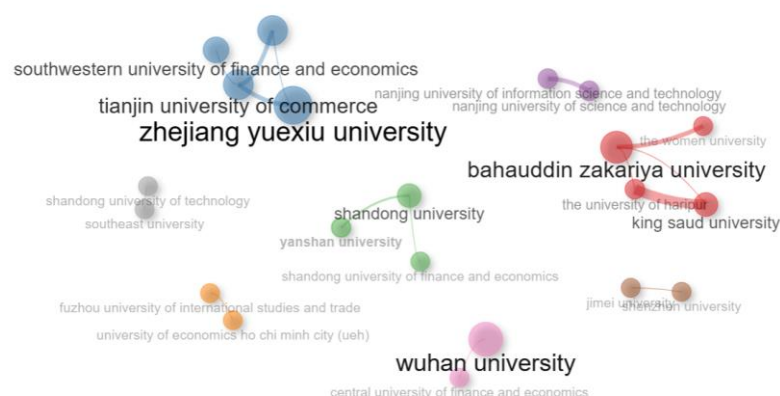 southwestern university of finance and economics
tianjin university of commerce
zhejiang yuexiu university
nanjing university of information science and technology
nanjing university of science and technology
the women university
bahauddin zakariya university
the university of haripur
king saud university
shandong university of technology
southeast university
shandong university
yanshan university
shandong university of finance and economics
fuzhou university of international studies and trade
university of economics ho chi minh city (ueh)
jimei university
shenzhen university
wuhan university
central university of finance and economics